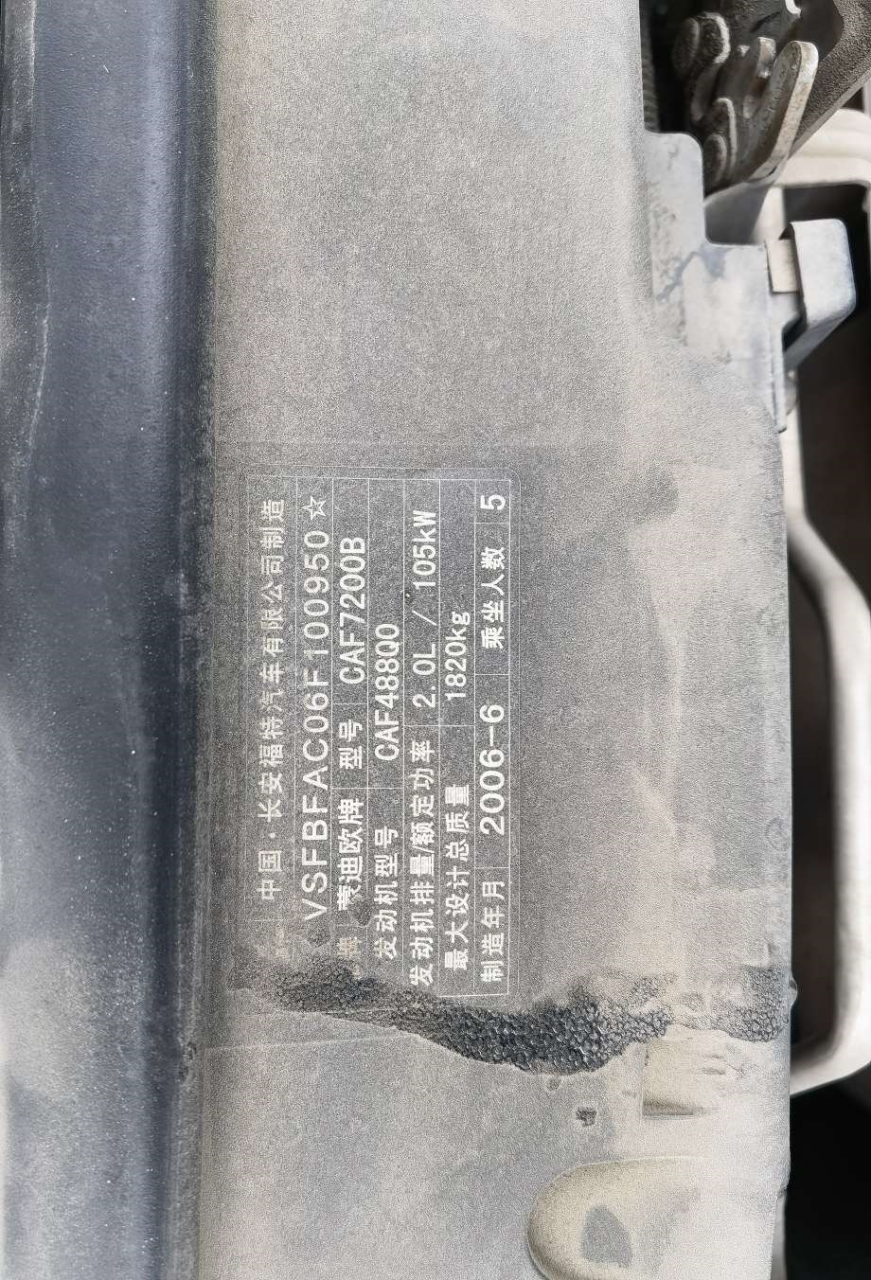 中国·长安福特汽车有限公司制造
VSFBFAC06F100950☆
牌 蒙迪欧牌 型号 CAF7200B
发动机型号 CAF488Q0
发动机排量/额定功率 2.0L / 105kW
最大设计总质量 1820kg
制造年月 2006-6 乘坐人数 5